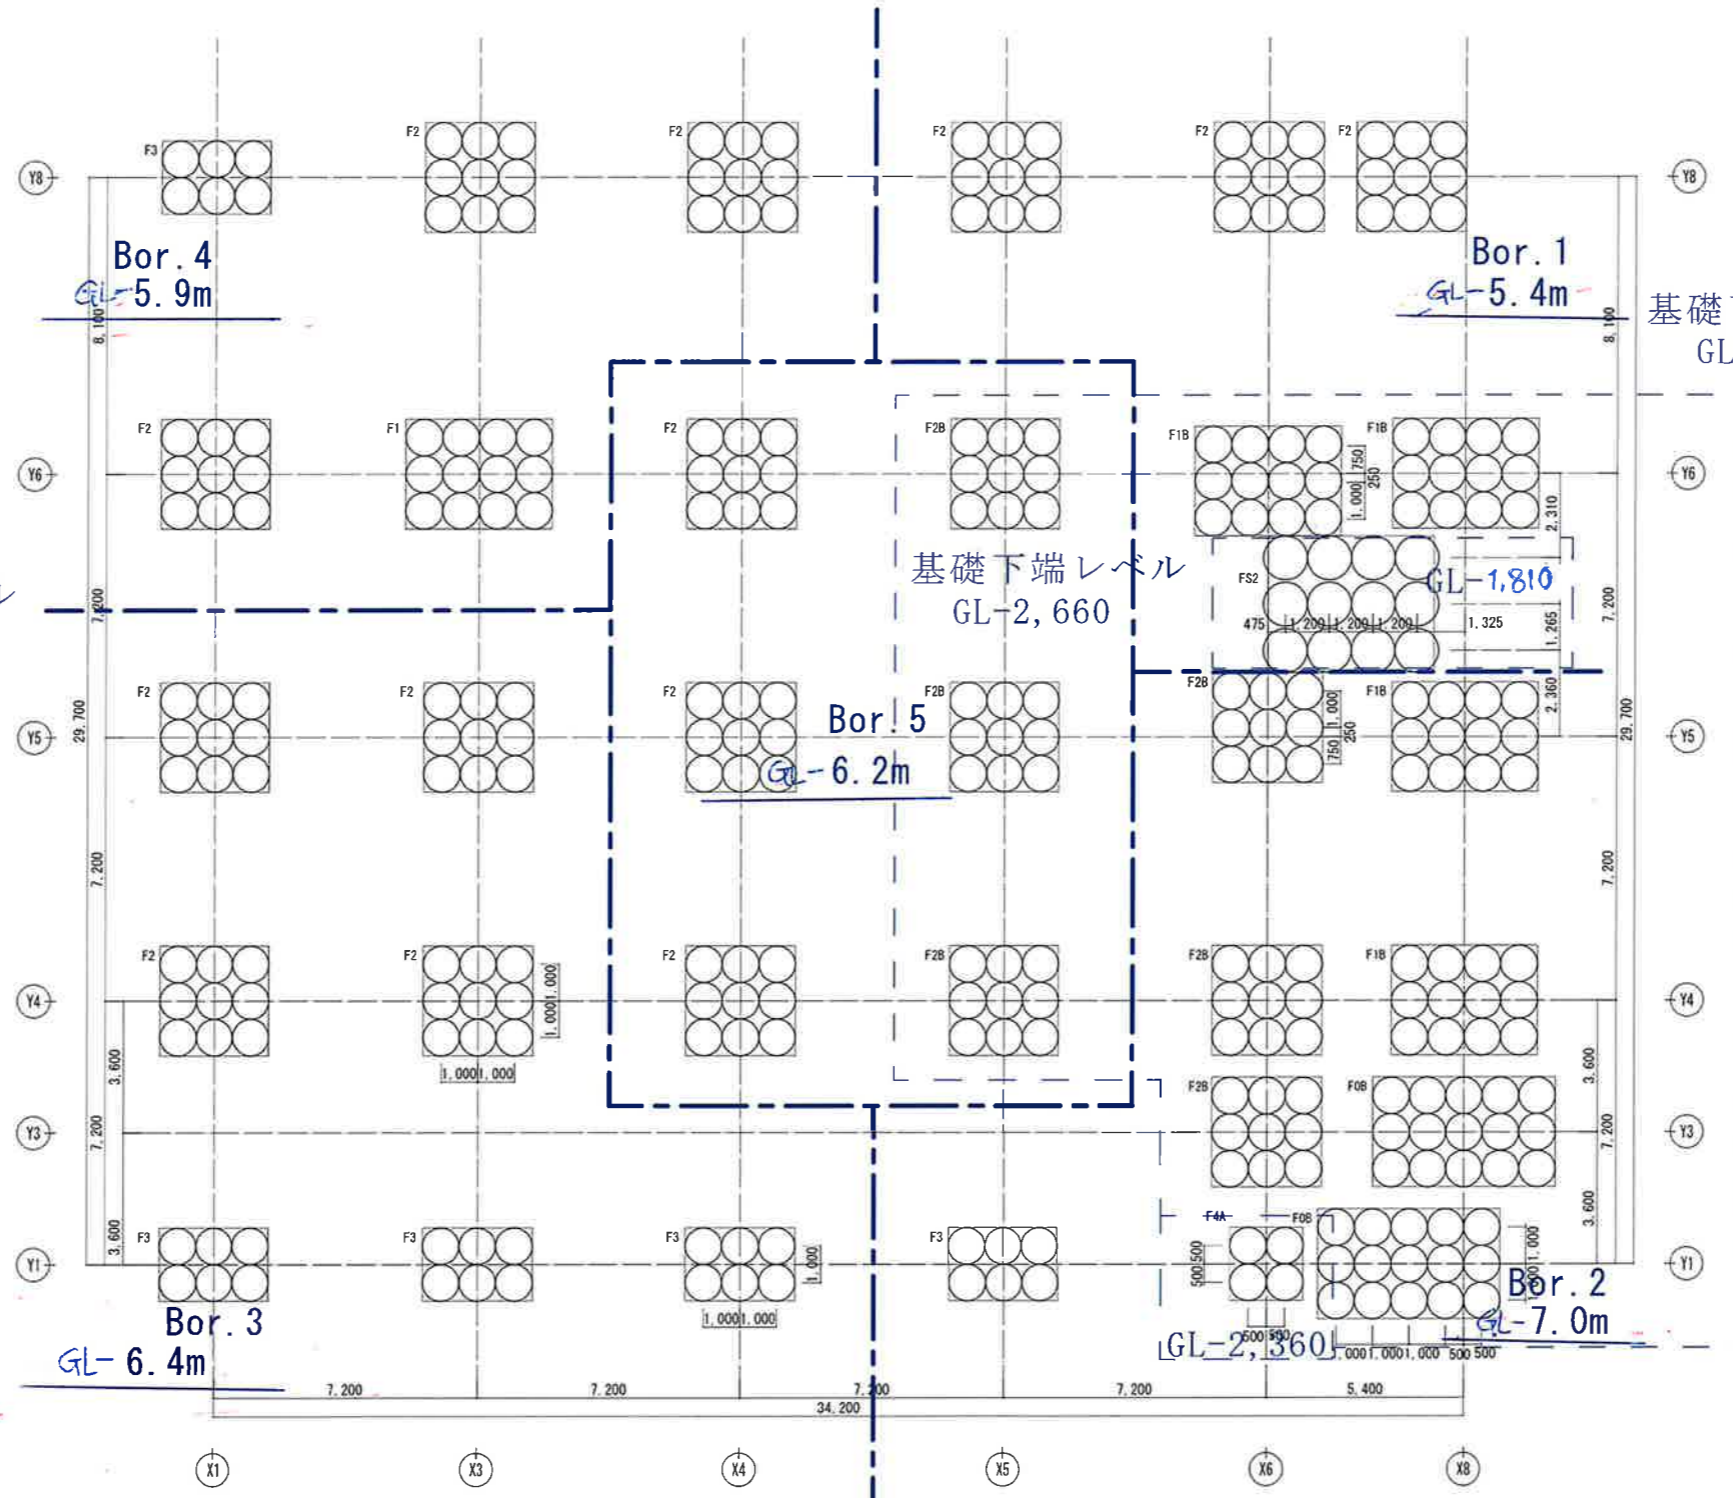 F3
F2
F2
F2
F2
F2
Y8
Y8
Bor. 4
GL-5.9m
Bor. 1
GL-5.4m
8,100
8,100
基礎
GL
F2
F1
F2
F2B
F1B
F1B
Y6
Y6
750
250
1,000
2,310
基礎下端レベル
GL-2,660
FS2
GL-1,810
ル
7,200
7,200
475
1,200
1,200
1,200
1,325
1,265
F2
F2
F2
F2B
F2B
F1B
2,360
29,700
29,700
Bor. 5
GL-6.2m
Y5
Y5
1,000
250
750
7,200
7,200
F2
F2
F2
F2B
F2B
F1B
Y4
Y4
1,000
1,000
1,000
1,000
3,600
3,600
F2B
F0B
Y3
Y3
7,200
7,200
3,600
3,600
F3
F3
F3
F3
F4A
F0B
Y1
Y1
1,000
500
500
1,000
Bor. 3
GL-6.4m
1,000
1,000
Bor. 2
GL-7.0m
GL-2,360
500
1,000
1,000
1,000
500
500
7,200
7,200
7,200
7,200
5,400
34,200
X1
X3
X4
X5
X6
X8